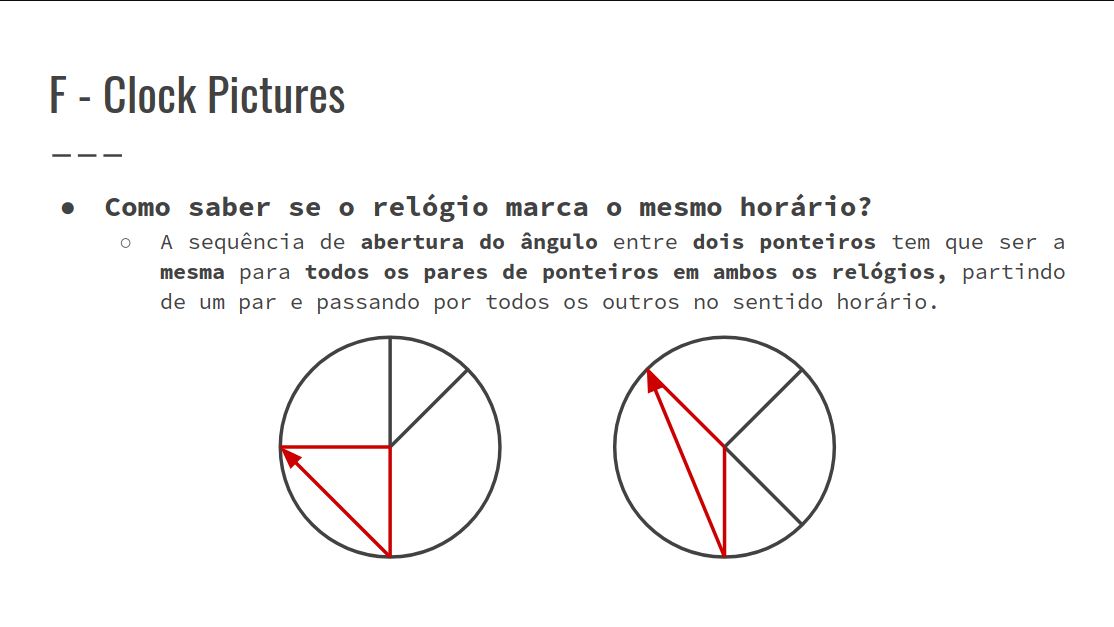 F - Clock Pictures
● Como saber se o relógio marca o mesmo horário?
○ A sequência de abertura do ângulo entre dois ponteiros tem que ser a
mesma para todos os pares de ponteiros em ambos os relógios, partindo
de um par e passando por todos os outros no sentido horário.